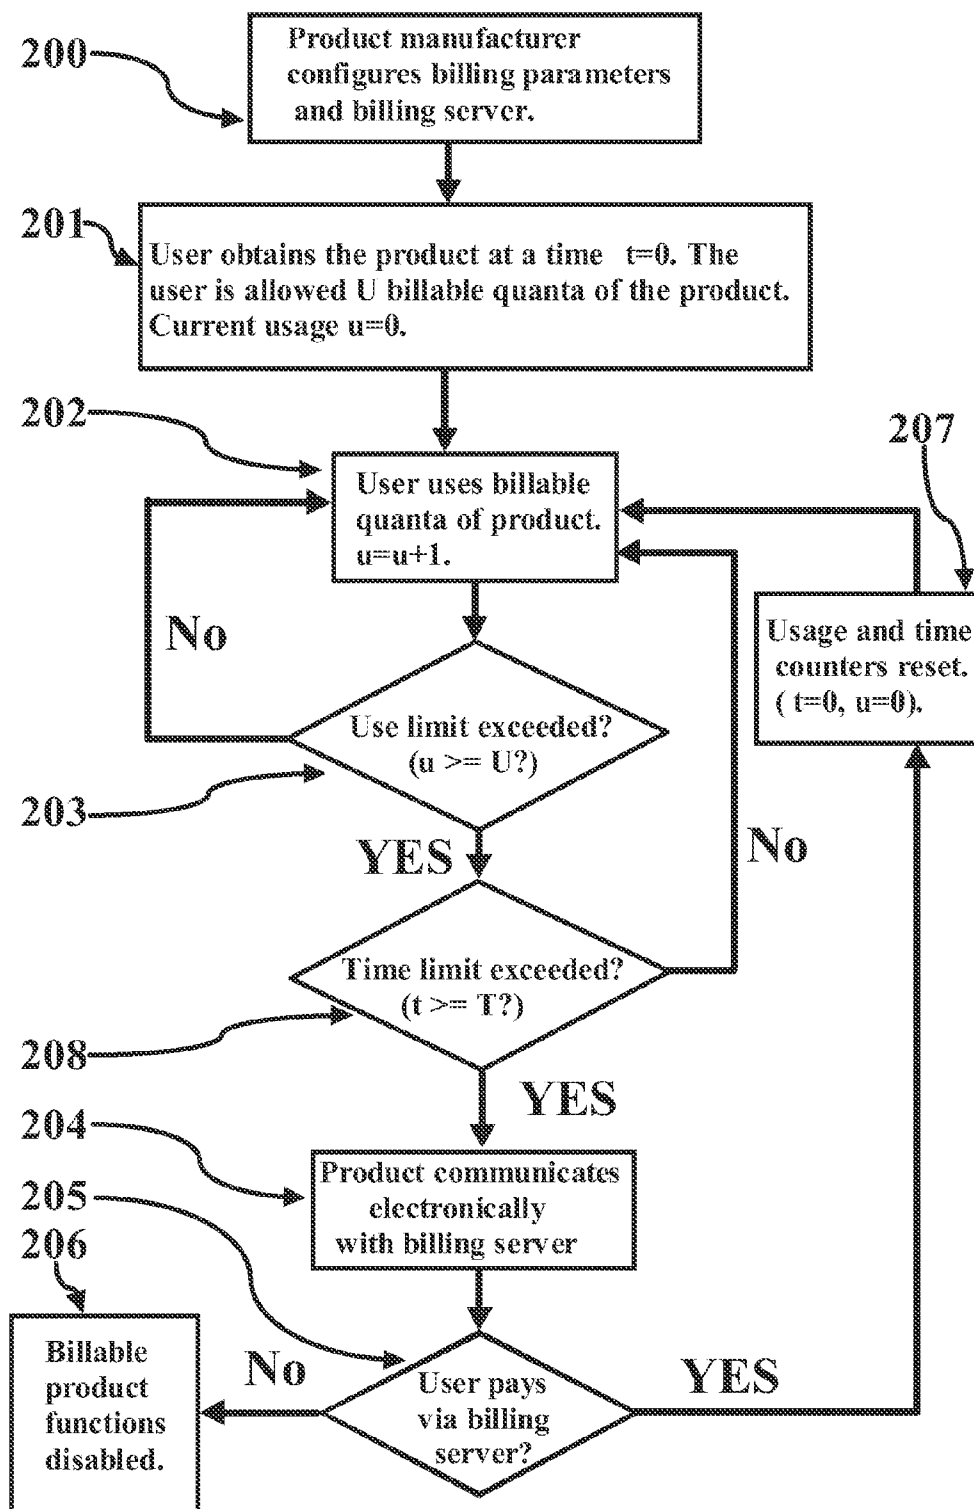 200
Product manufacturer
configures billing parameters
and billing server.
201
User obtains the product at a time t=0. The
user is allowed U billable quanta of the product.
Current usage u=0.
202
User uses billable
quanta of product.
u=u+1.
207
Usage and time
counters reset.
( t=0, u=0).
No
Use limit exceeded?
(u >= U?)
203
YES
No
Time limit exceeded?
(t >= T?)
208
YES
204
Product communicates
electronically
with billing server
205
206
Billable
product
functions
disabled.
No
User pays
via billing
server?
YES